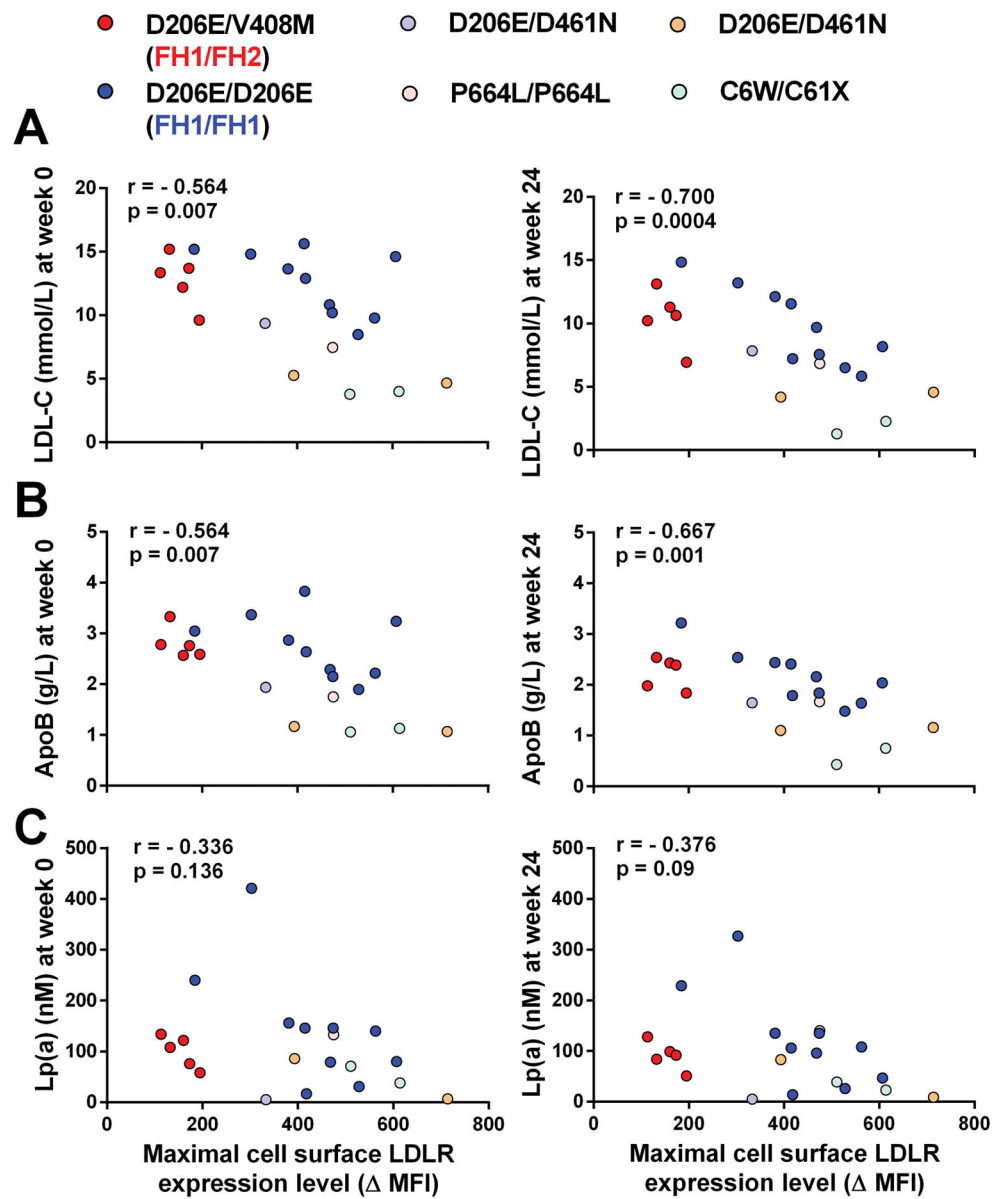 D206E/V408M
(FH1/FH2)
D206E/D461N
D206E/D461N
D206E/D206E
(FH1/FH1)
P664L/P664L
C6W/C61X
A
LDL-C (mmol/L) at week 0
r = - 0.564
p = 0.007
20
15
10
5
0
LDL-C (mmol/L) at week 24
r = - 0.700
p = 0.0004
20
15
10
5
0
B
ApoB (g/L) at week 0
r = - 0.564
p = 0.007
5
4
3
2
1
0
ApoB (g/L) at week 24
r = - 0.667
p = 0.001
5
4
3
2
1
0
C
Lp(a) (nM) at week 0
r = - 0.336
p = 0.136
500
400
300
200
100
0
0 200 400 600 800
Maximal cell surface LDLR
expression level (Δ MFI)
Lp(a) (nM) at week 24
r = - 0.376
p = 0.09
500
400
300
200
100
0
0 200 400 600 800
Maximal cell surface LDLR
expression level (Δ MFI)